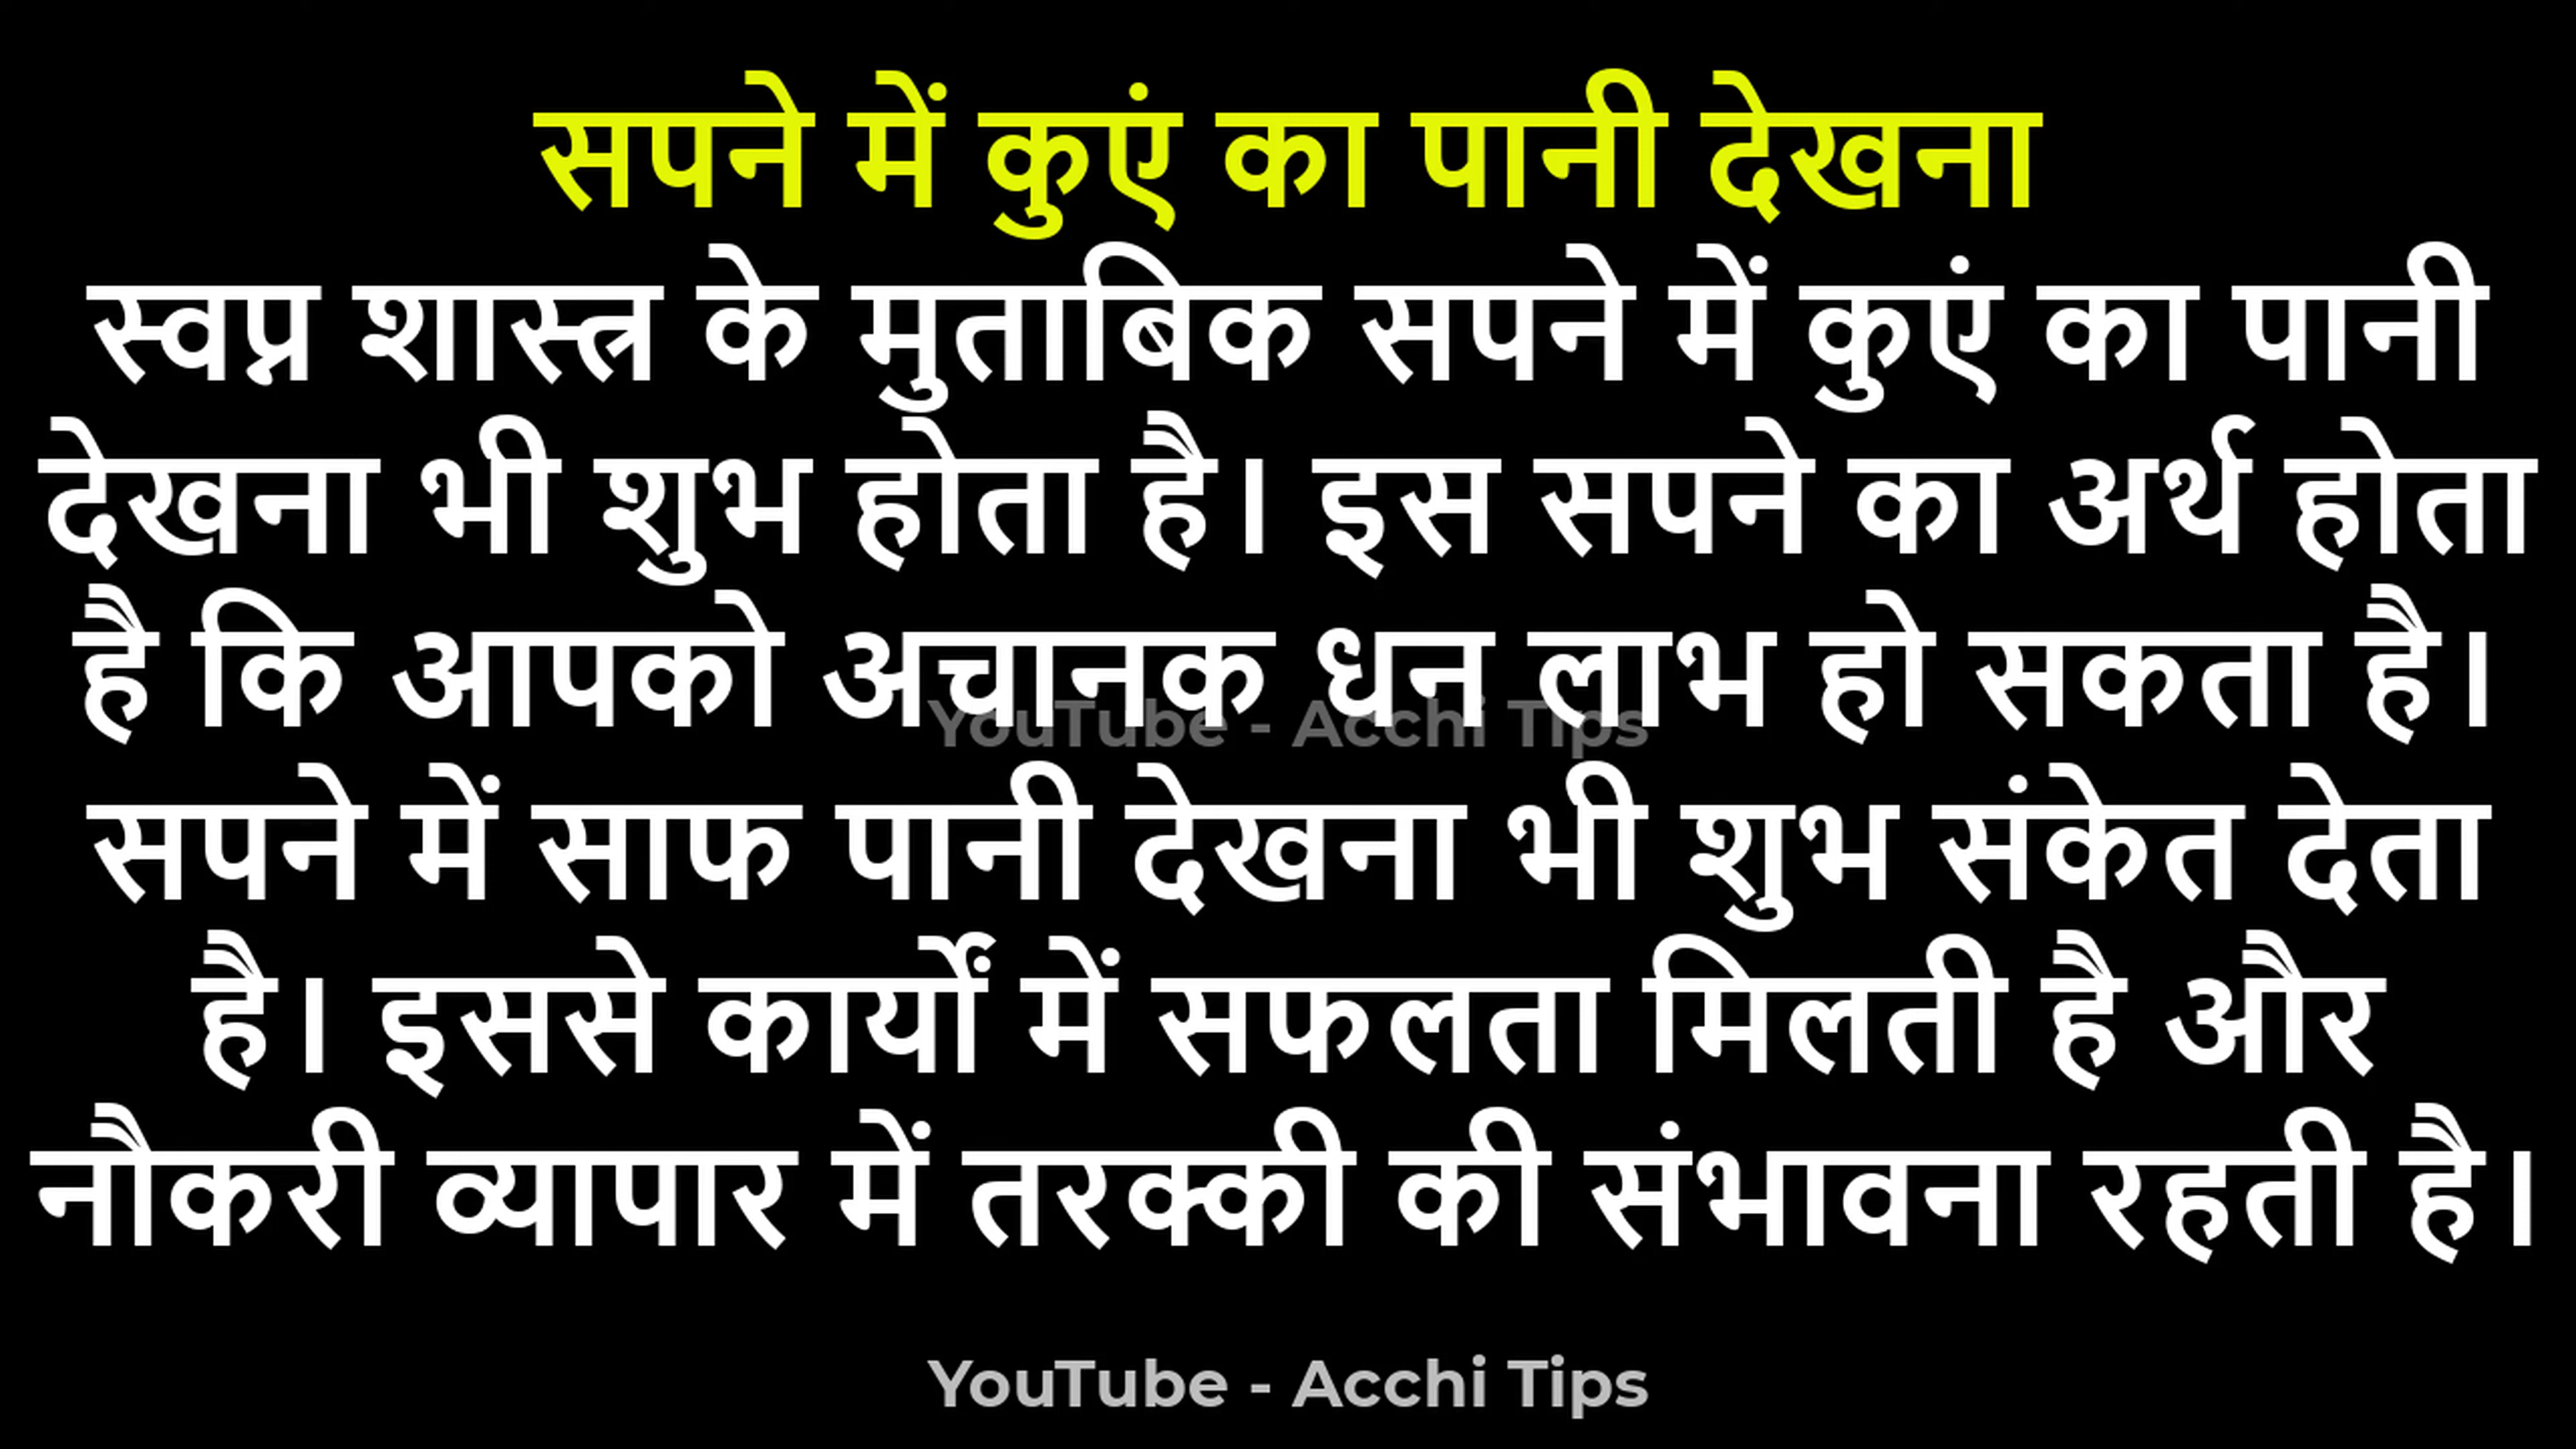 सपने में कुएं का पानी देखना
स्वप्न शास्त्र के मुताबिक सपने में कुएं का पानी
देखना भी शुभ होता है। इस सपने का अर्थ होता
है कि आपको अचानक धन लाभ हो सकता है।
YouTube - Acchi Tips
सपने में साफ पानी देखना भी शुभ संकेत देता
है। इससे कार्यों में सफलता मिलती है और
नौकरी व्यापार में तरक्की की संभावना रहती है।
YouTube - Acchi Tips